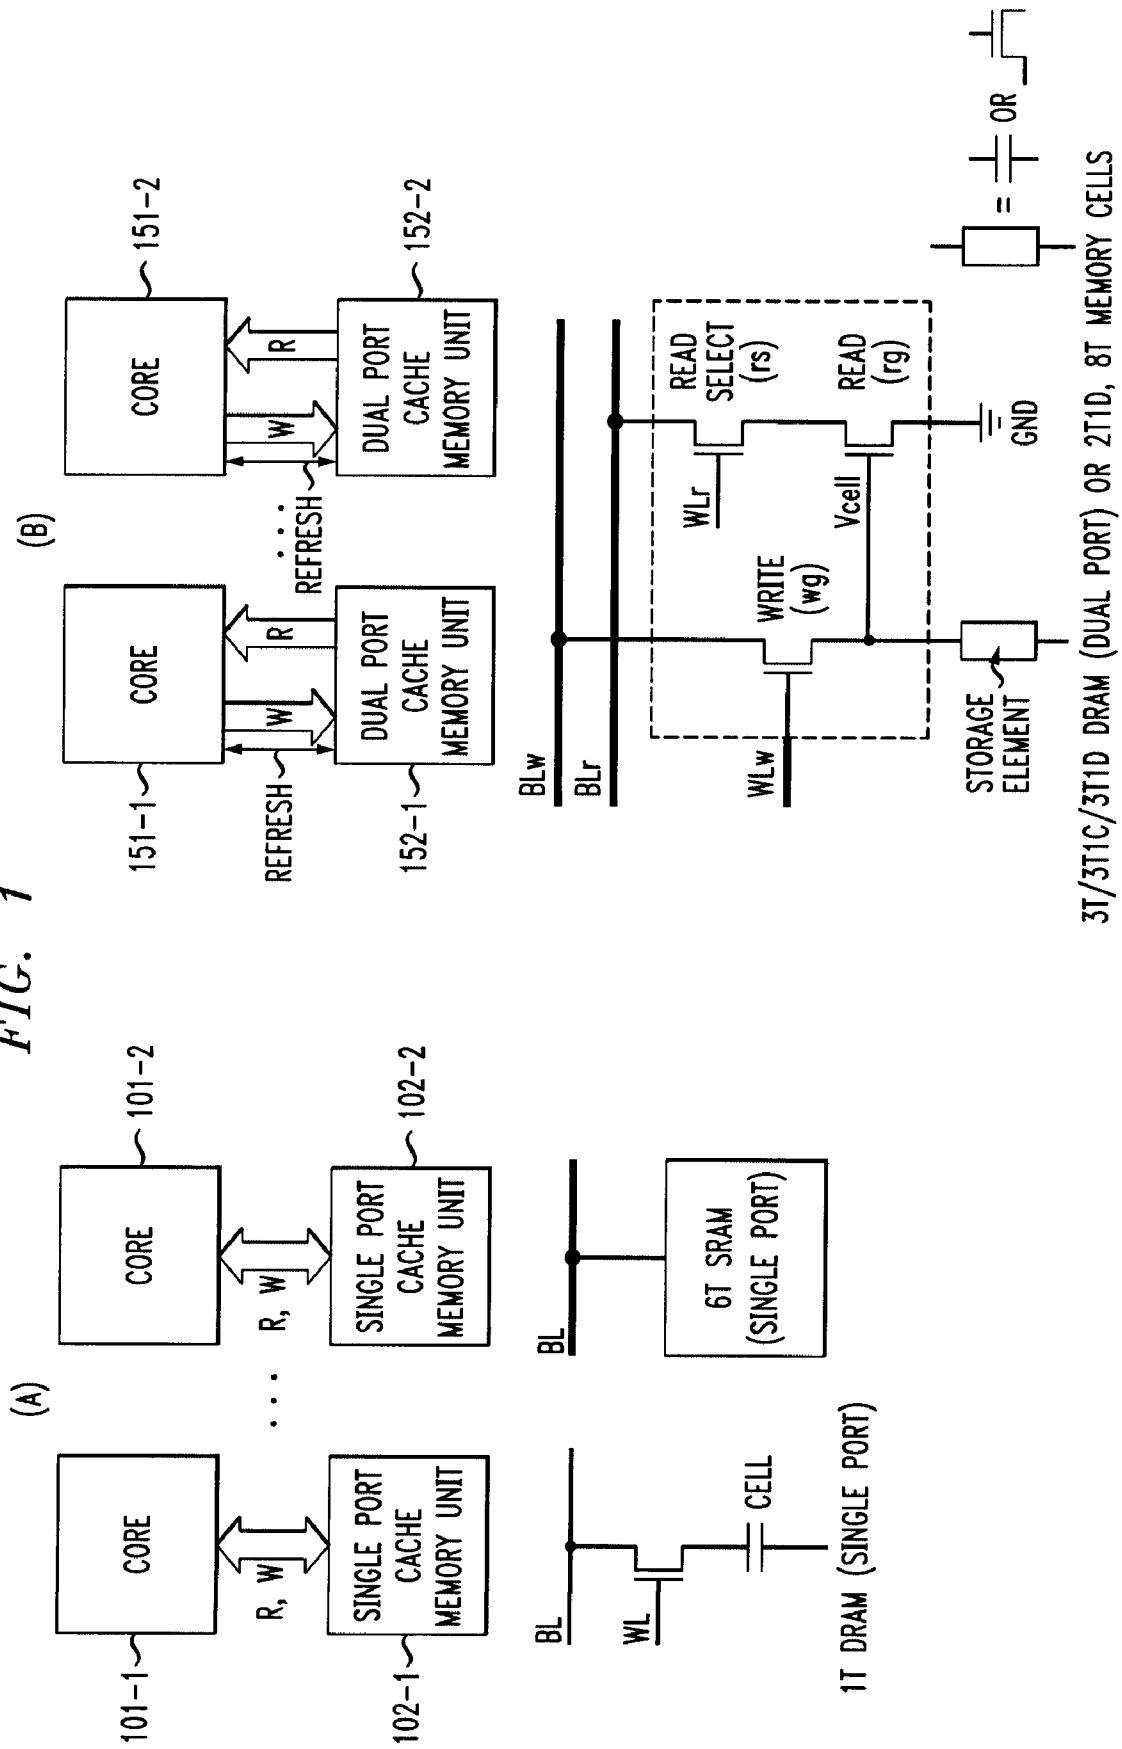 FIG. 1
(A)
101-1
CORE
R, W
102-1
SINGLE PORT
CACHE
MEMORY UNIT
. . .
101-2
CORE
R, W
102-2
SINGLE PORT
CACHE
MEMORY UNIT
BL
WL
CELL
1T DRAM (SINGLE PORT)
BL
6T SRAM
(SINGLE PORT)
(B)
151-1
CORE
REFRESH
W
R
152-1
DUAL PORT
CACHE
MEMORY UNIT
. . .
REFRESH
151-2
CORE
W
R
152-2
DUAL PORT
CACHE
MEMORY UNIT
BLw
BLr
WLw
WRITE
(wg)
WLr
READ
SELECT
(rs)
Vcell
READ
(rg)
GND
STORAGE
ELEMENT
= OR
3T/3T1C/3T1D DRAM (DUAL PORT) OR 2T1D, 8T MEMORY CELLS